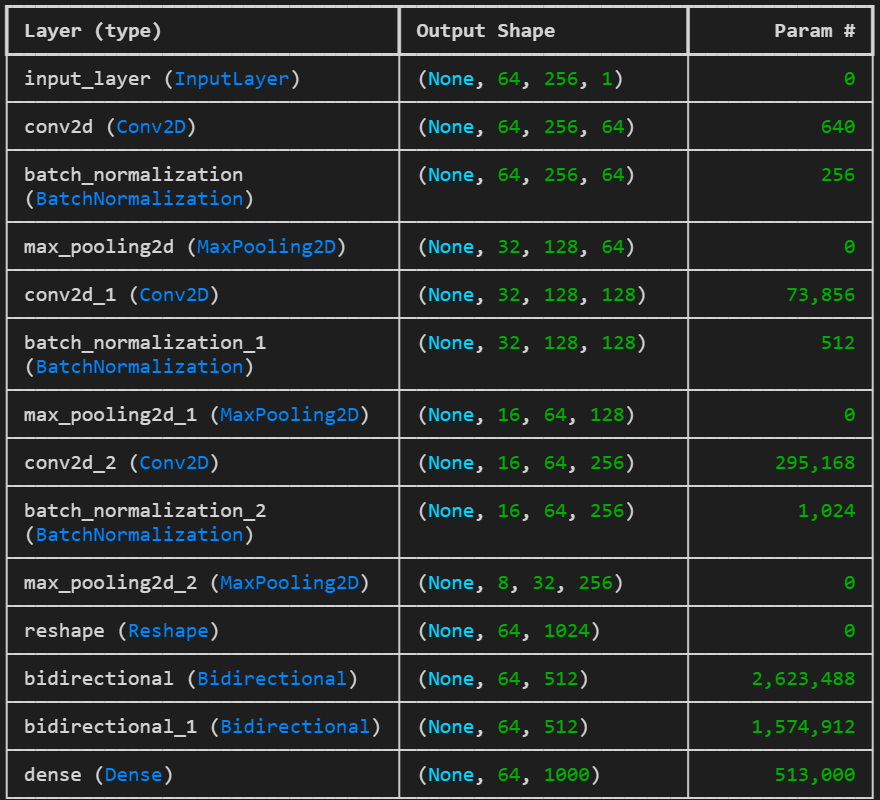 Layer (type) Output Shape Param #
input_layer (InputLayer) (None, 64, 256, 1) 0
conv2d (Conv2D) (None, 64, 256, 64) 640
batch_normalization (None, 64, 256, 64) 256
(BatchNormalization)
max_pooling2d (MaxPooling2D) (None, 32, 128, 64) 0
conv2d_1 (Conv2D) (None, 32, 128, 128) 73,856
batch_normalization_1 (None, 32, 128, 128) 512
(BatchNormalization)
max_pooling2d_1 (MaxPooling2D) (None, 16, 64, 128) 0
conv2d_2 (Conv2D) (None, 16, 64, 256) 295,168
batch_normalization_2 (None, 16, 64, 256) 1,024
(BatchNormalization)
max_pooling2d_2 (MaxPooling2D) (None, 8, 32, 256) 0
reshape (Reshape) (None, 64, 1024) 0
bidirectional (Bidirectional) (None, 64, 512) 2,623,488
bidirectional_1 (Bidirectional) (None, 64, 512) 1,574,912
dense (Dense) (None, 64, 1000) 513,000